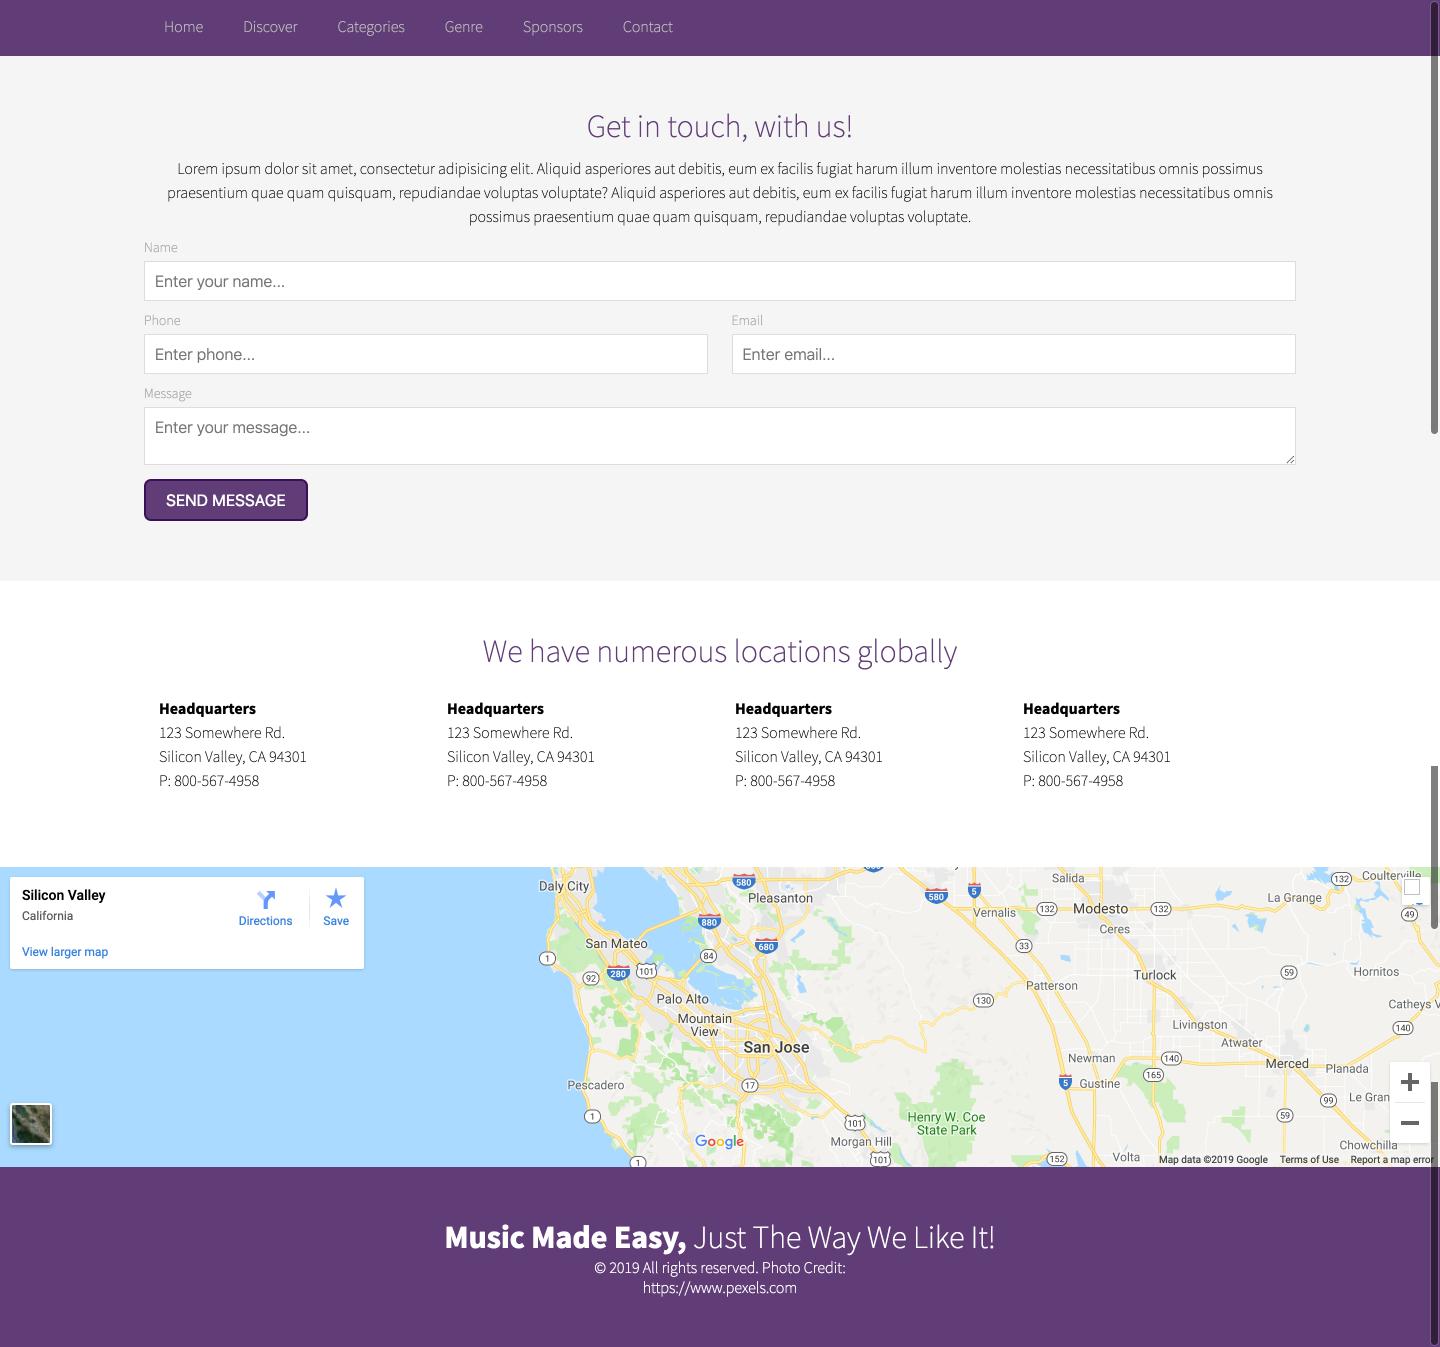 Home Discover Categories Genre Sponsors Contact
Get in touch, with us!
Lorem ipsum dolor sit amet, consectetur adipisicing elit. Aliquid asperiores aut debitis, eum ex facilis fugiat harum illum inventore molestias necessitatibus omnis possimus
praesentium quae quam quisquam, repudiandae voluptas voluptate? Aliquid asperiores aut debitis, eum ex facilis fugiat harum illum inventore molestias necessitatibus omnis
possimus praesentium quae quam quisquam, repudiandae voluptas voluptate.
Name
Enter your name...
Phone Email
Enter phone... Enter email...
Message
Enter your message...
SEND MESSAGE
We have numerous locations globally
Headquarters Headquarters Headquarters Headquarters
123 Somewhere Rd. 123 Somewhere Rd. 123 Somewhere Rd. 123 Somewhere Rd.
Silicon Valley, CA 94301 Silicon Valley, CA 94301 Silicon Valley, CA 94301 Silicon Valley, CA 94301
P: 800-567-4958 P: 800-567-4958 P: 800-567-4958 P: 800-567-4958
Silicon Valley
California
Directions Save
View larger map
Daly City
580
Pleasanton
880
680
San Mateo
1
92
280
101
84
Palo Alto
Mountain
View
San Jose
Pescadero
17
1
101
Morgan Hill
101
1
Google
Henry W. Coe
State Park
130
Salida
132
Coulterville
580
5
Vernalis
132
Modesto
132
La Grange
49
Ceres
33
Turlock
59
Hornitos
Patterson
Catheys V
Livingston
140
Atwater
Newman
140
Merced
Planada
5
Gustine
165
99
Le Gran
59
Chowchilla
152
Volta
Map data ©2019 Google Terms of Use Report a map error
Music Made Easy, Just The Way We Like It!
© 2019 All rights reserved. Photo Credit:
https://www.pexels.com